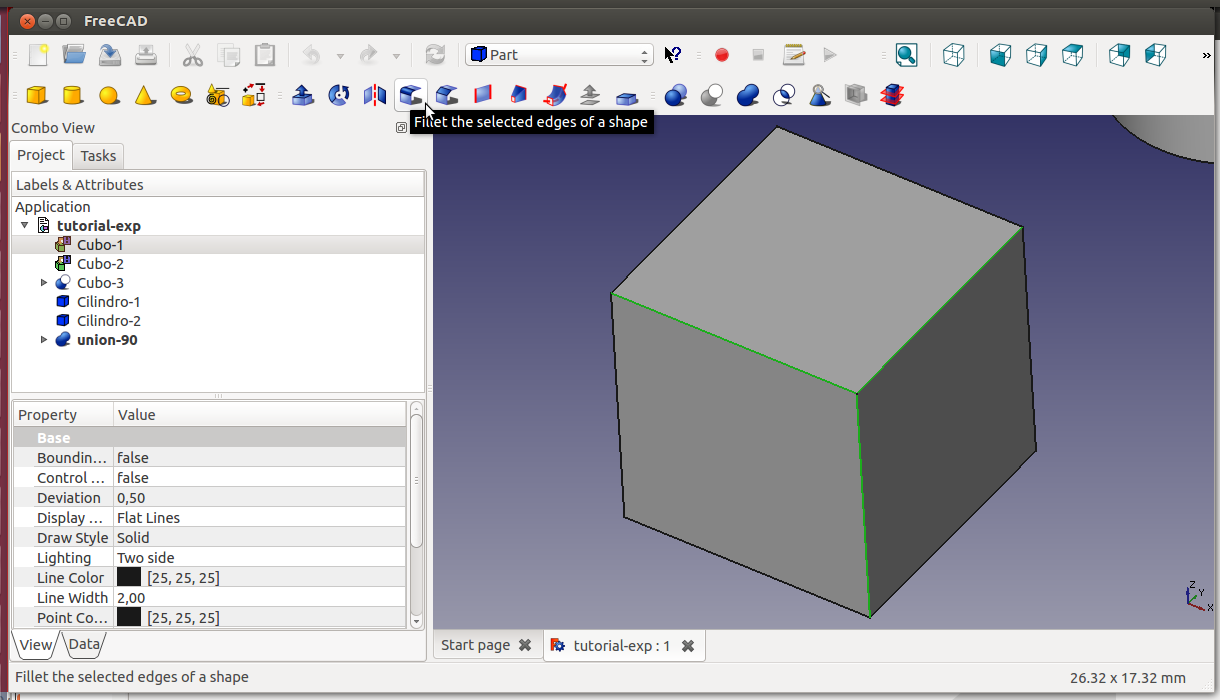 FreeCAD
Part
»
Fillet the selected edges of a shape
Combo View
Project
Tasks
Labels & Attributes
Application
tutorial-exp
Cubo-1
Cubo-2
Cubo-3
Cilindro-1
Cilindro-2
union-90
Property Value
Base
Boundin... false
Control ... false
Deviation 0,50
Display ... Flat Lines
Draw Style Solid
Lighting Two side
Line Color [25, 25, 25]
Line Width 2,00
Point Co... [25, 25, 25]
Z
Y
X
View
Data
Start page
tutorial-exp : 1
Fillet the selected edges of a shape
26.32 x 17.32 mm